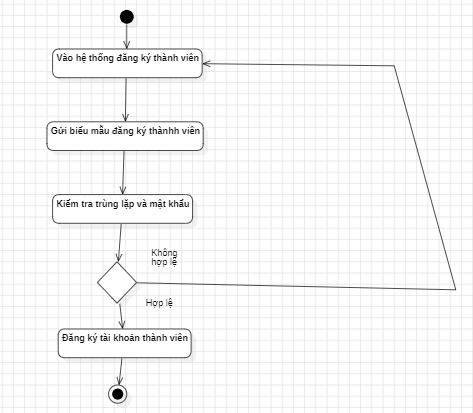 Vào hệ thống đăng ký thành viên
Gửi biểu mẫu đăng ký thànhh viên
Kiểm tra trùng lặp và mật khẩu
Không
hợp lệ
Hợp lệ
Đăng ký tài khoản thành viên